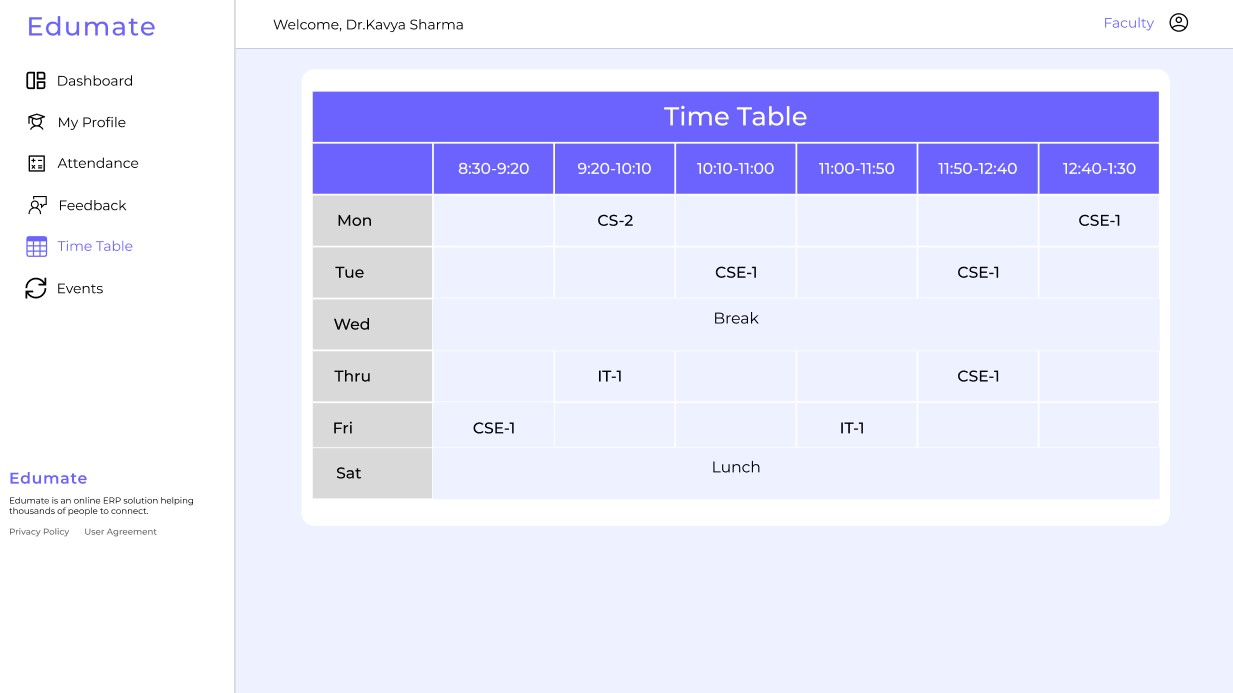 Edumate
Welcome, Dr.Kavya Sharma
Faculty
Dashboard
My Profile
Attendance
Feedback
Time Table
Events
Time Table
8:30-9:20 9:20-10:10 10:10-11:00 11:00-11:50 11:50-12:40 12:40-1:30
Mon CS-2 CSE-1
Tue CSE-1 CSE-1
Wed Break
Thru IT-1 CSE-1
Fri CSE-1 IT-1
Sat Lunch
Edumate
Edumate is an online ERP solution helping
thousands of people to connect.
Privacy Policy User Agreement